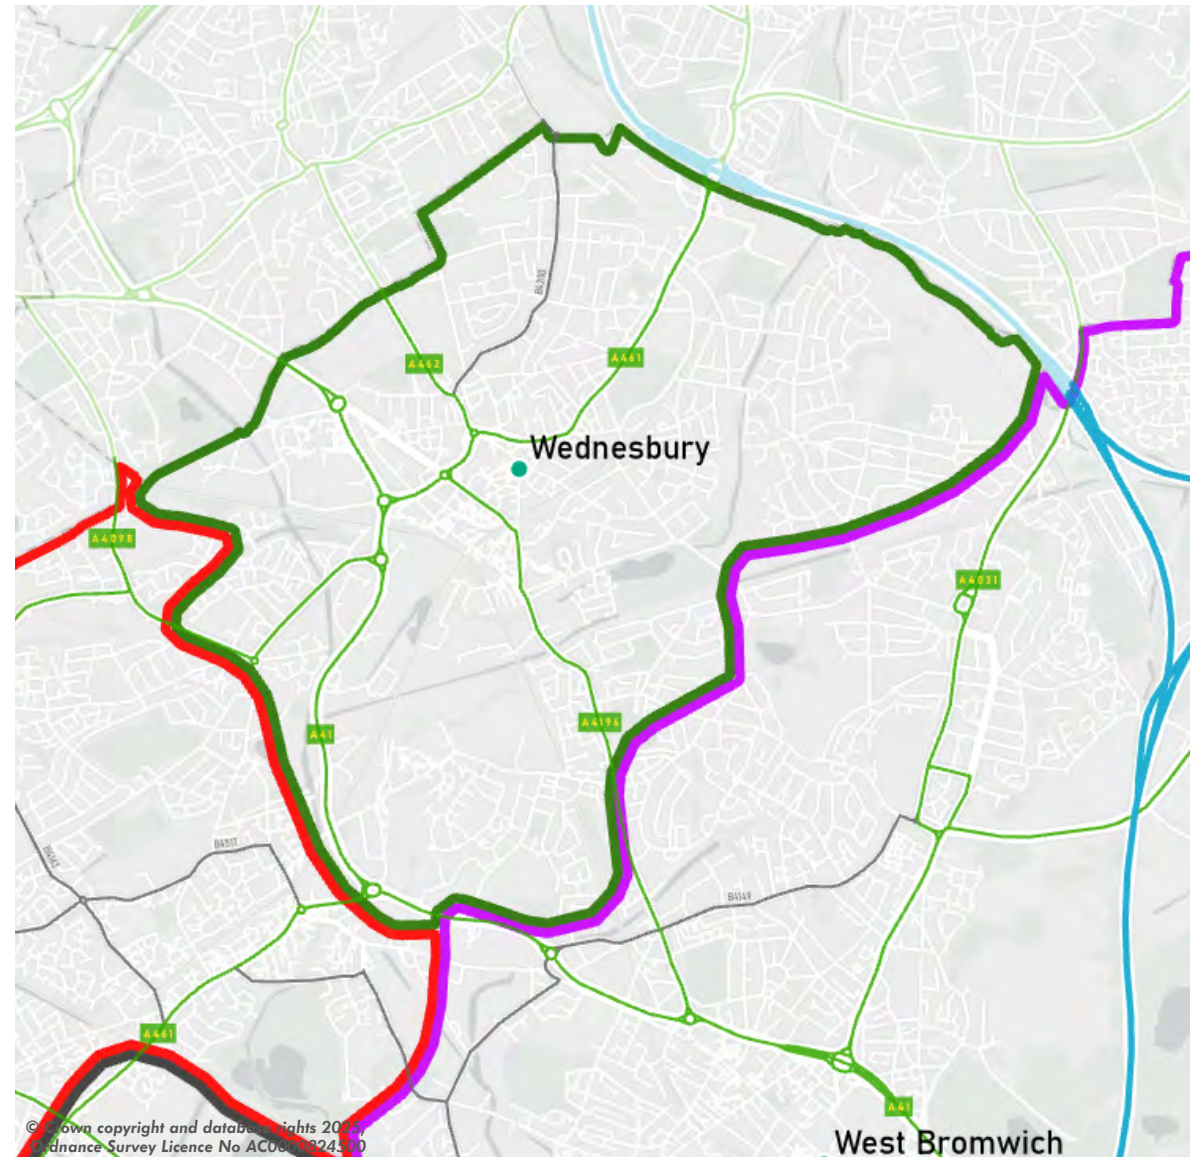 B4200
A462
A461
Wednesbury
A4098
A4031
A4196
A41
B4517
B4163
B4149
A461
A41
© Crown copyright and database rights 2025,
Ordnance Survey Licence No AC0000824500
West Bromwich